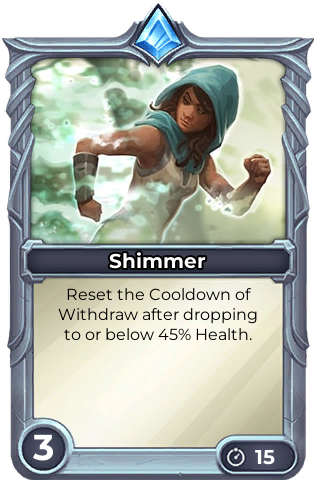 Shimmer
Reset the Cooldown of
Withdraw after dropping
to or below 45% Health.
3
15